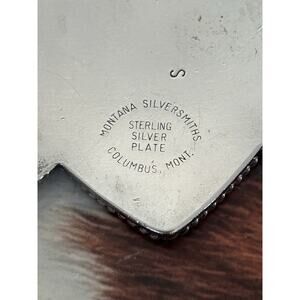 S
MONTANA SILVERSMITHS
STERLING
SILVER
PLATE
COLUMBUS, MONT.